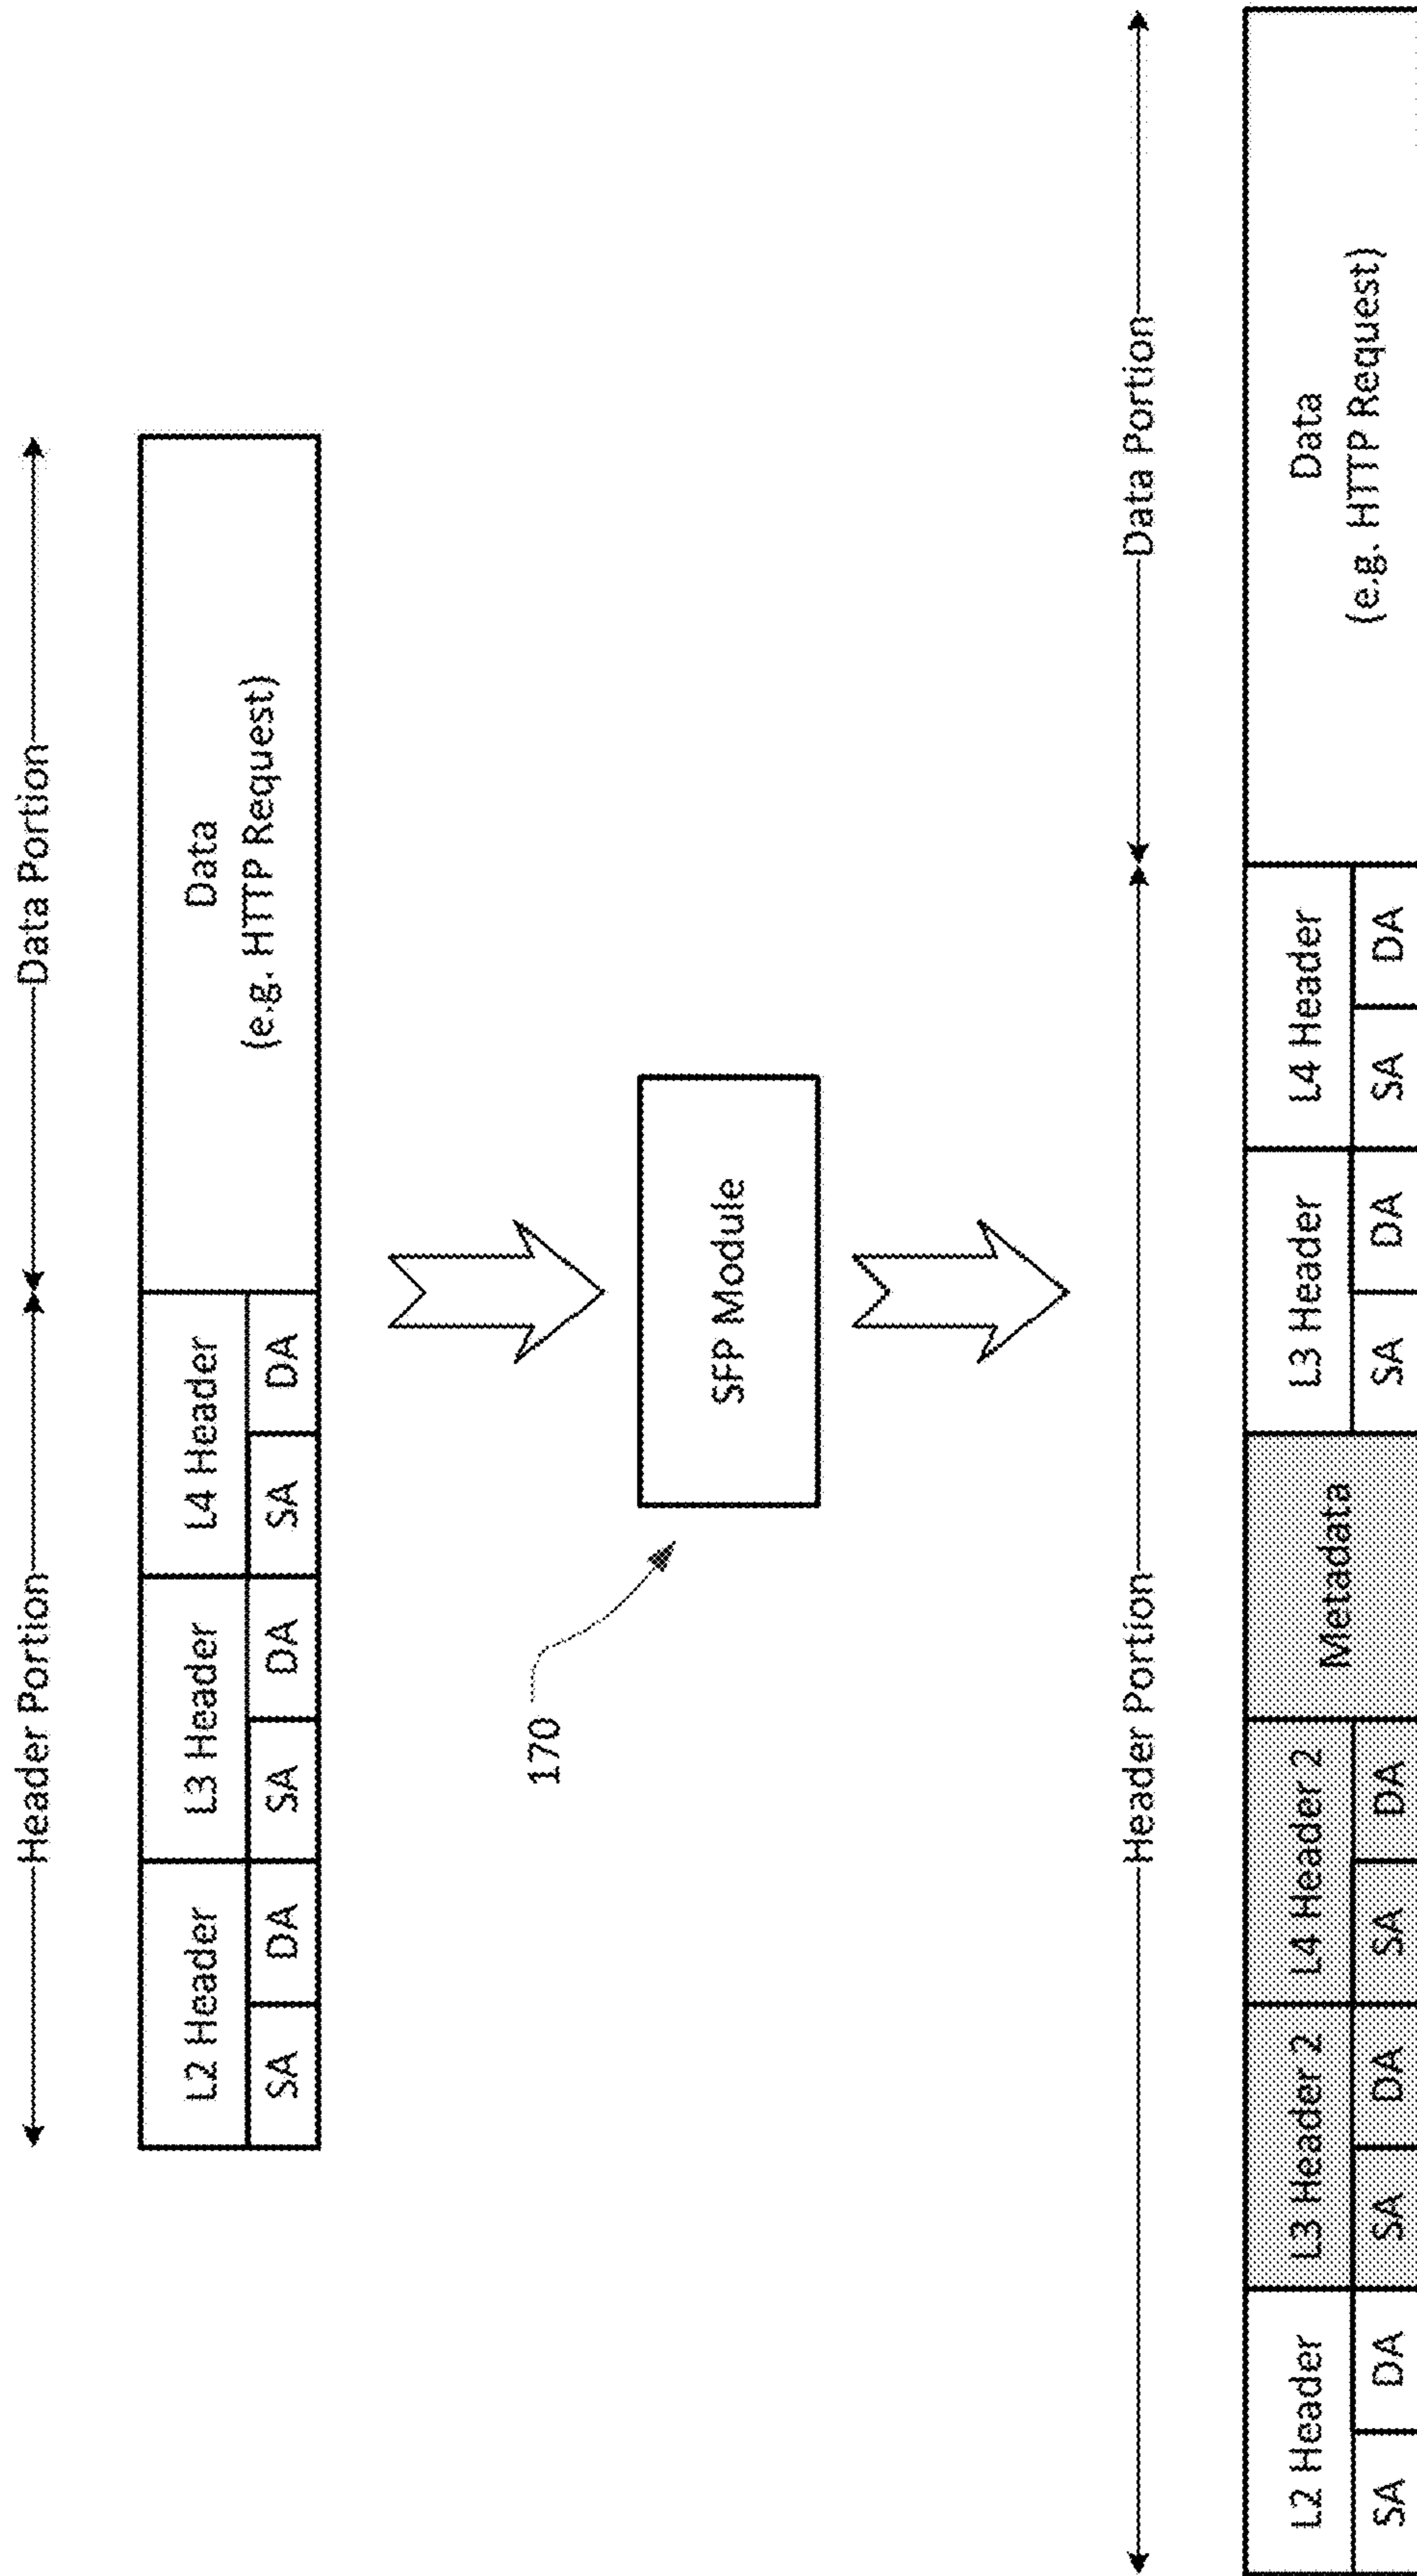 Header Portion
Data Portion
L2 Header
L3 Header
L4 Header
Data
(e.g. HTTP Request)
SA
DA
SA
DA
SA
DA
170
SFP Module
Header Portion
Data Portion
L2 Header
L3 Header 2
L4 Header 2
Metadata
L3 Header
L4 Header
Data
(e.g. HTTP Request)
SA
DA
SA
DA
SA
DA
SA
DA
SA
DA